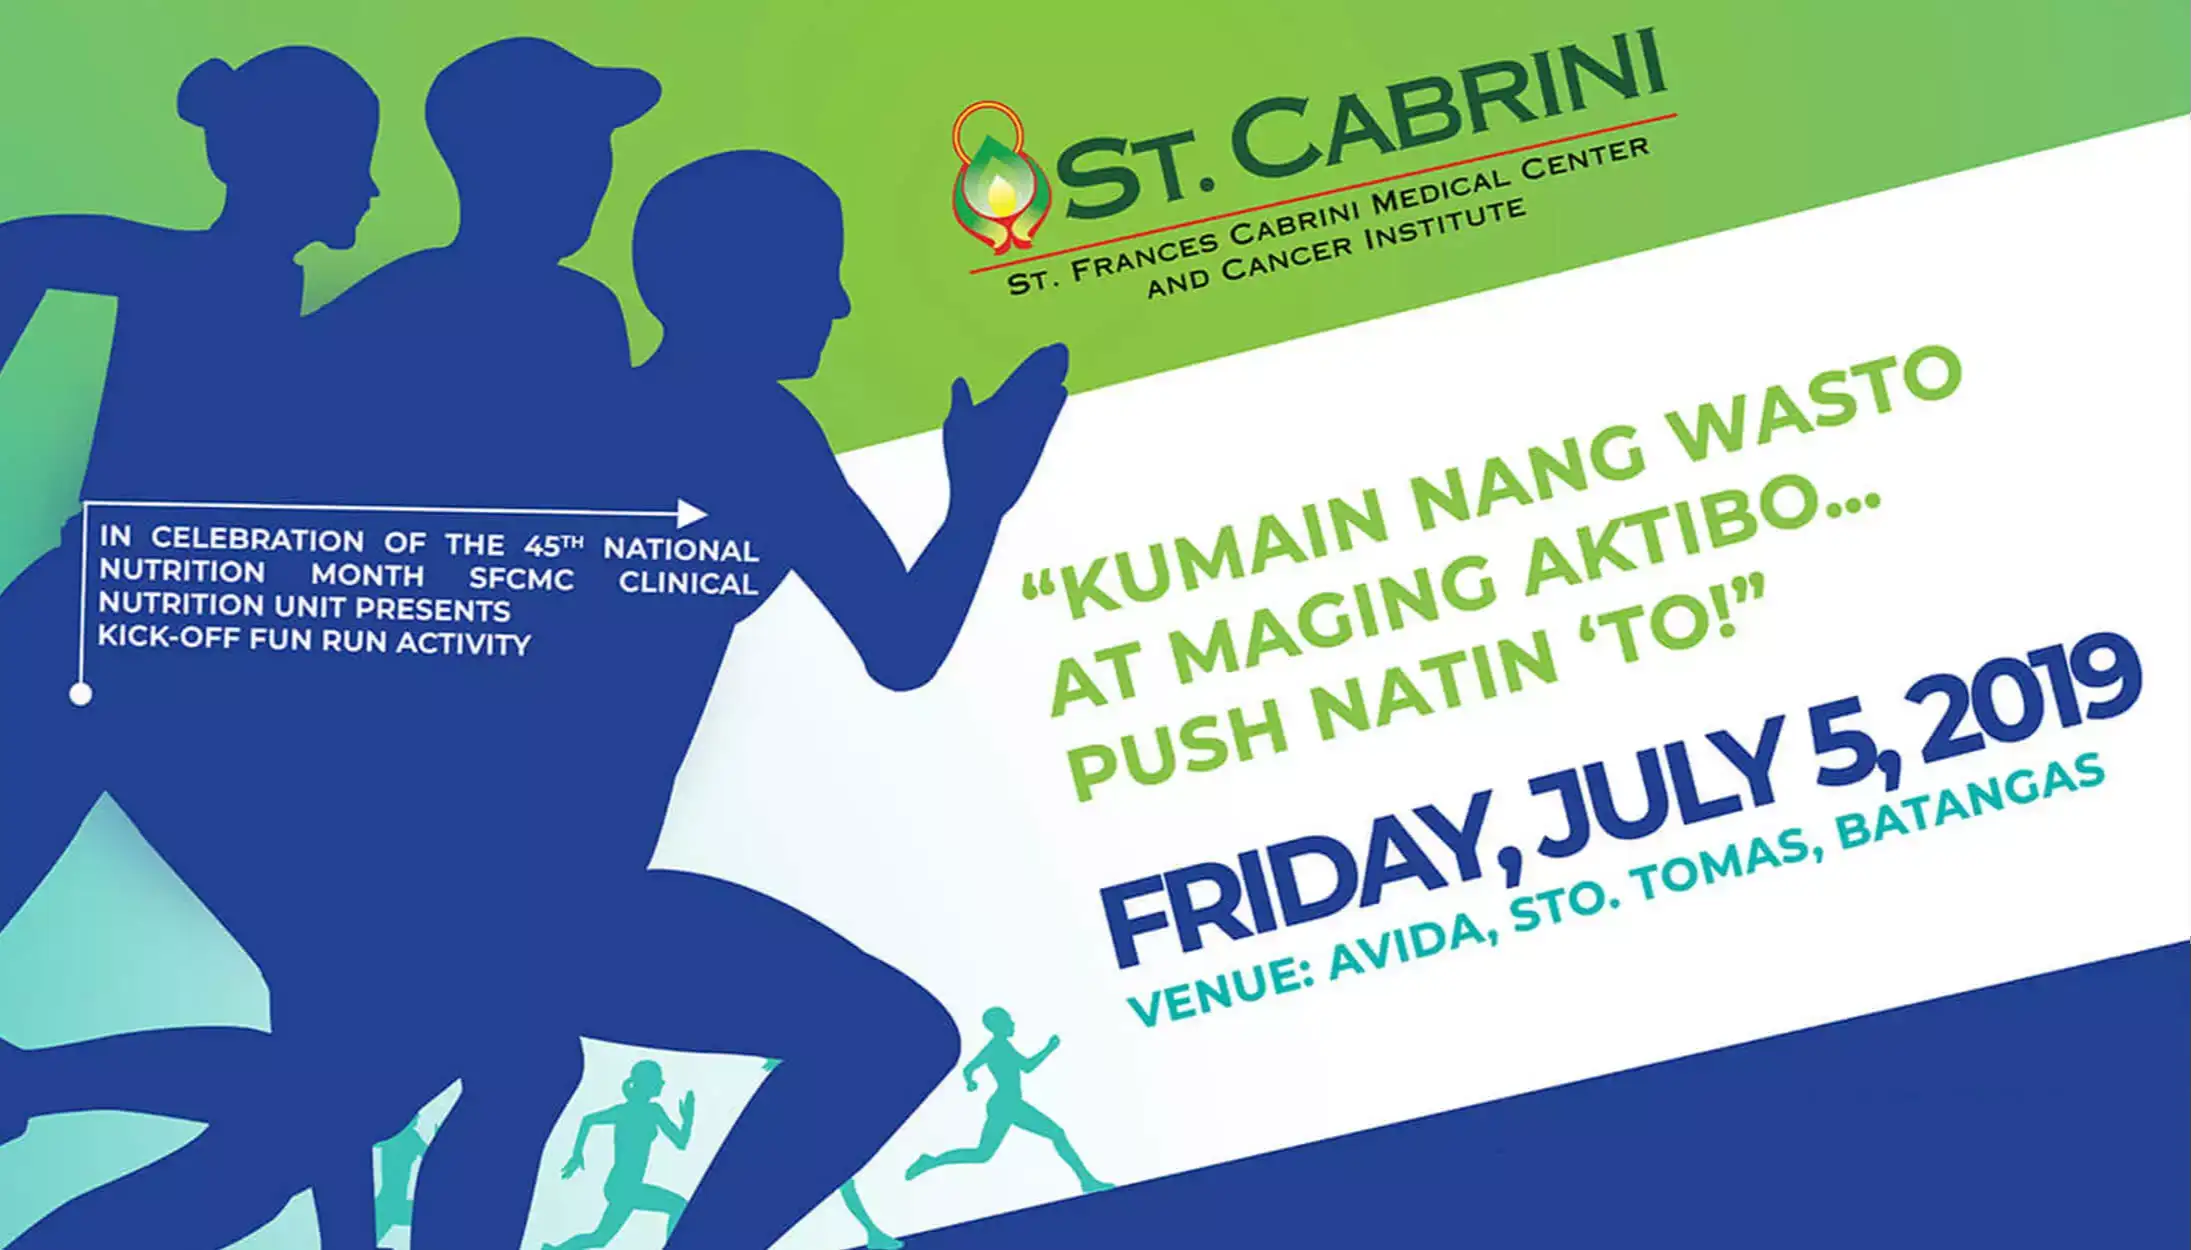 ST. CABRINI
ST. FRANCES CABRINI MEDICAL CENTER
AND CANCER INSTITUTE
IN CELEBRATION OF THE 45TH NATIONAL
NUTRITION MONTH SFCMC CLINICAL
NUTRITION UNIT PRESENTS
KICK-OFF FUN RUN ACTIVITY
“KUMAIN NANG WASTO
AT MAGING AKTIBO...
PUSH NATIN ‘TO!”
FRIDAY, JULY 5, 2019
VENUE: AVIDA, STO. TOMAS, BATANGAS